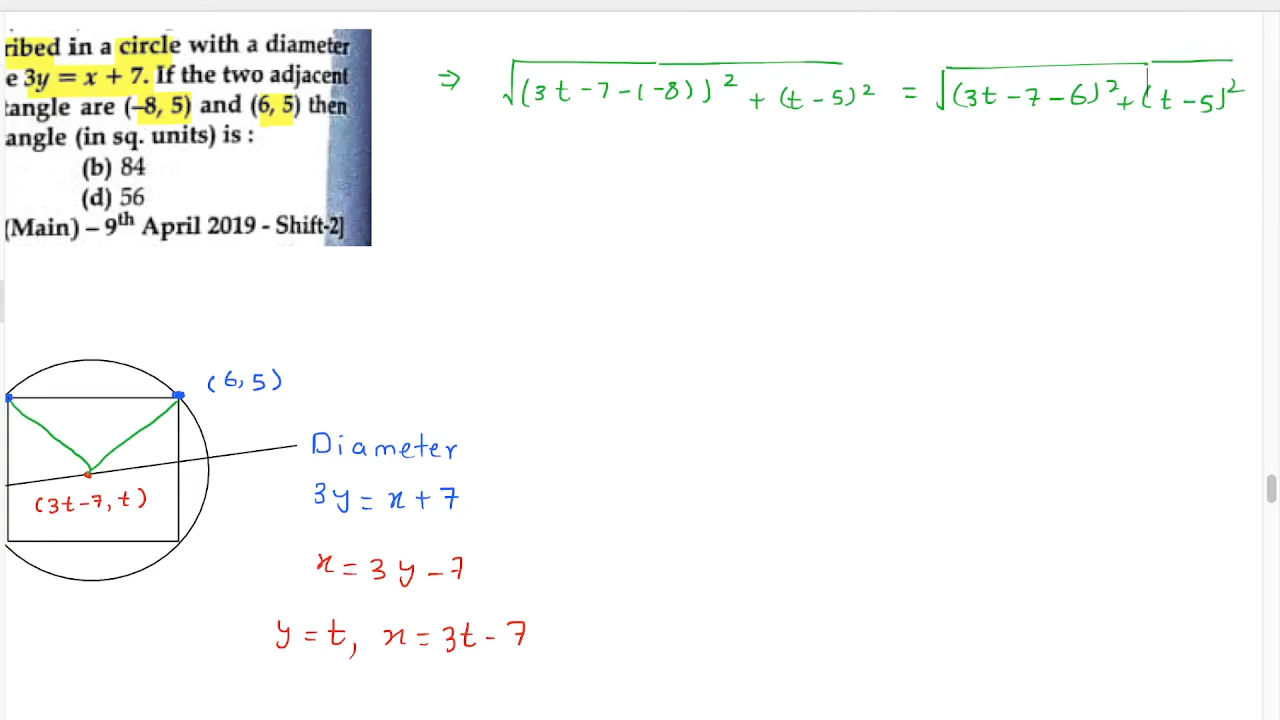 ribed in a circle with a diameter
e 3y = x + 7. If the two adjacent
tangle are (–8, 5) and (6, 5) then
angle (in sq. units) is :
(b) 84
(d) 56
(Main) – 9th April 2019 - Shift-2]
⇒ √((3t-7-(-8))² + (t-5)² = √(3t-7-6)² + (t-5)²
(6,5)
Diameter
(3t-7, t)
3y = x + 7
x = 3y - 7
y = t, x = 3t - 7